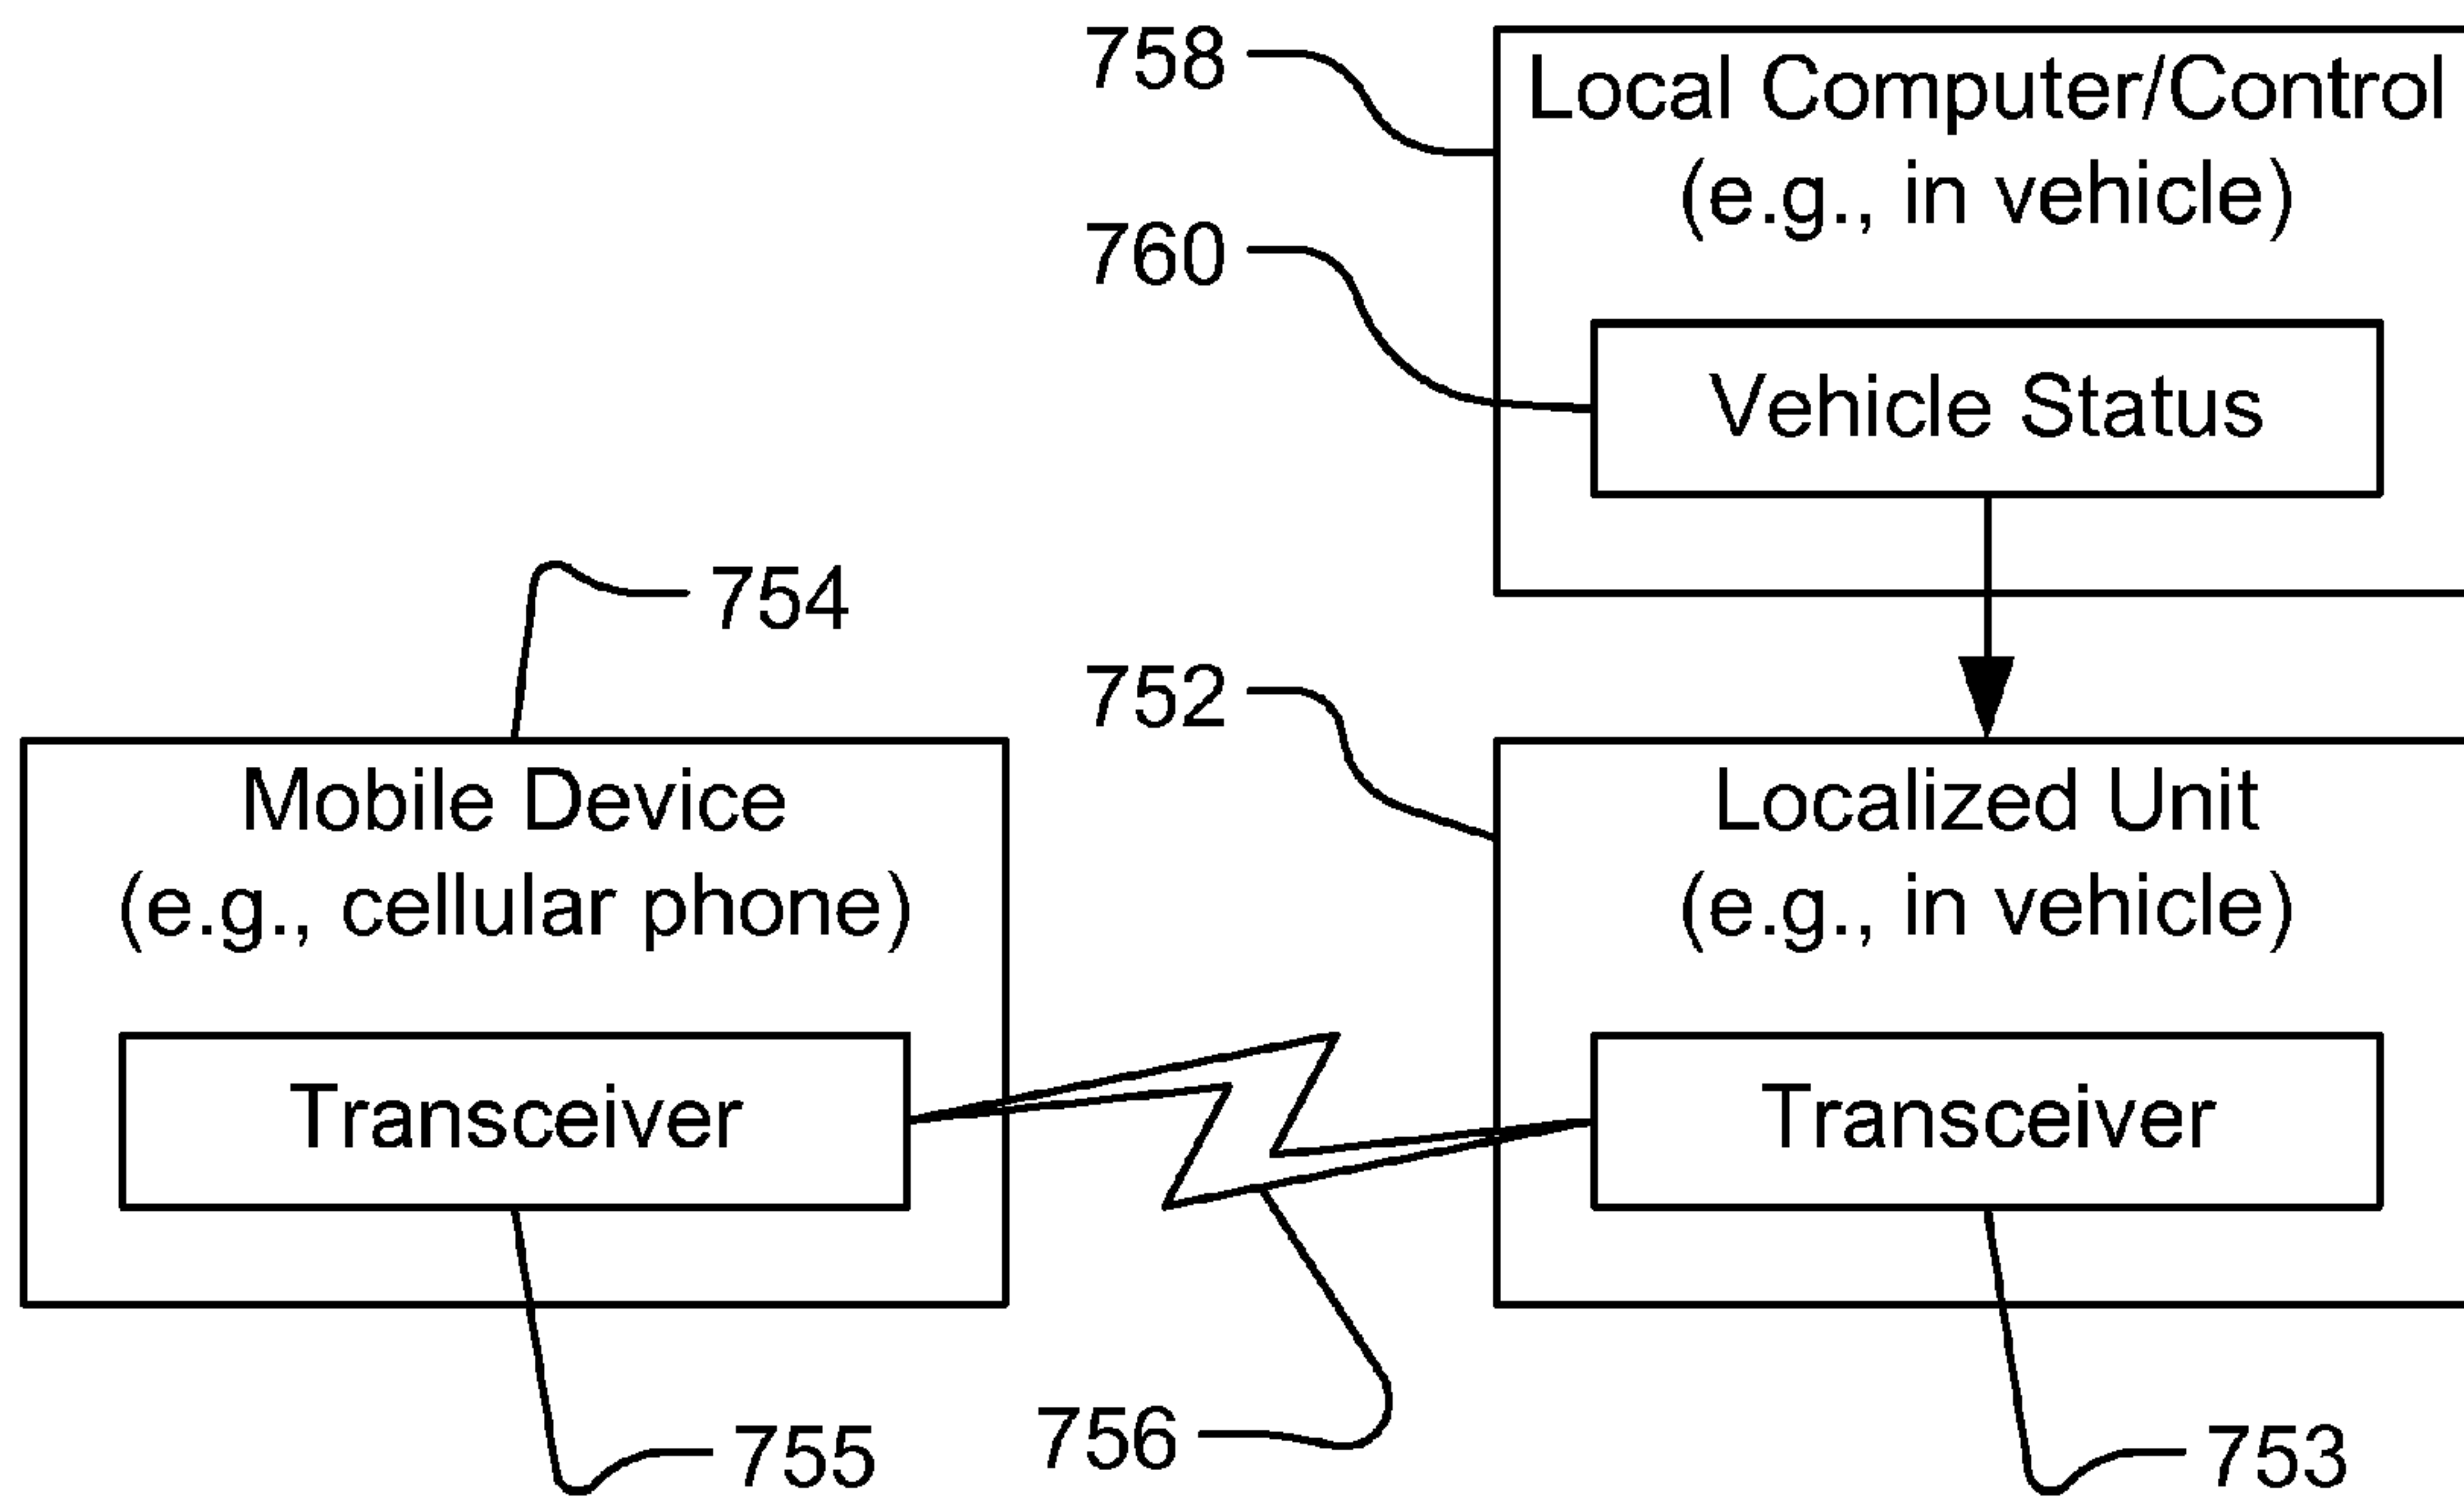 758
Local Computer/Control
(e.g., in vehicle)
760
Vehicle Status
754
752
Mobile Device
(e.g., cellular phone)
Localized Unit
(e.g., in vehicle)
Transceiver
Transceiver
756
755
753